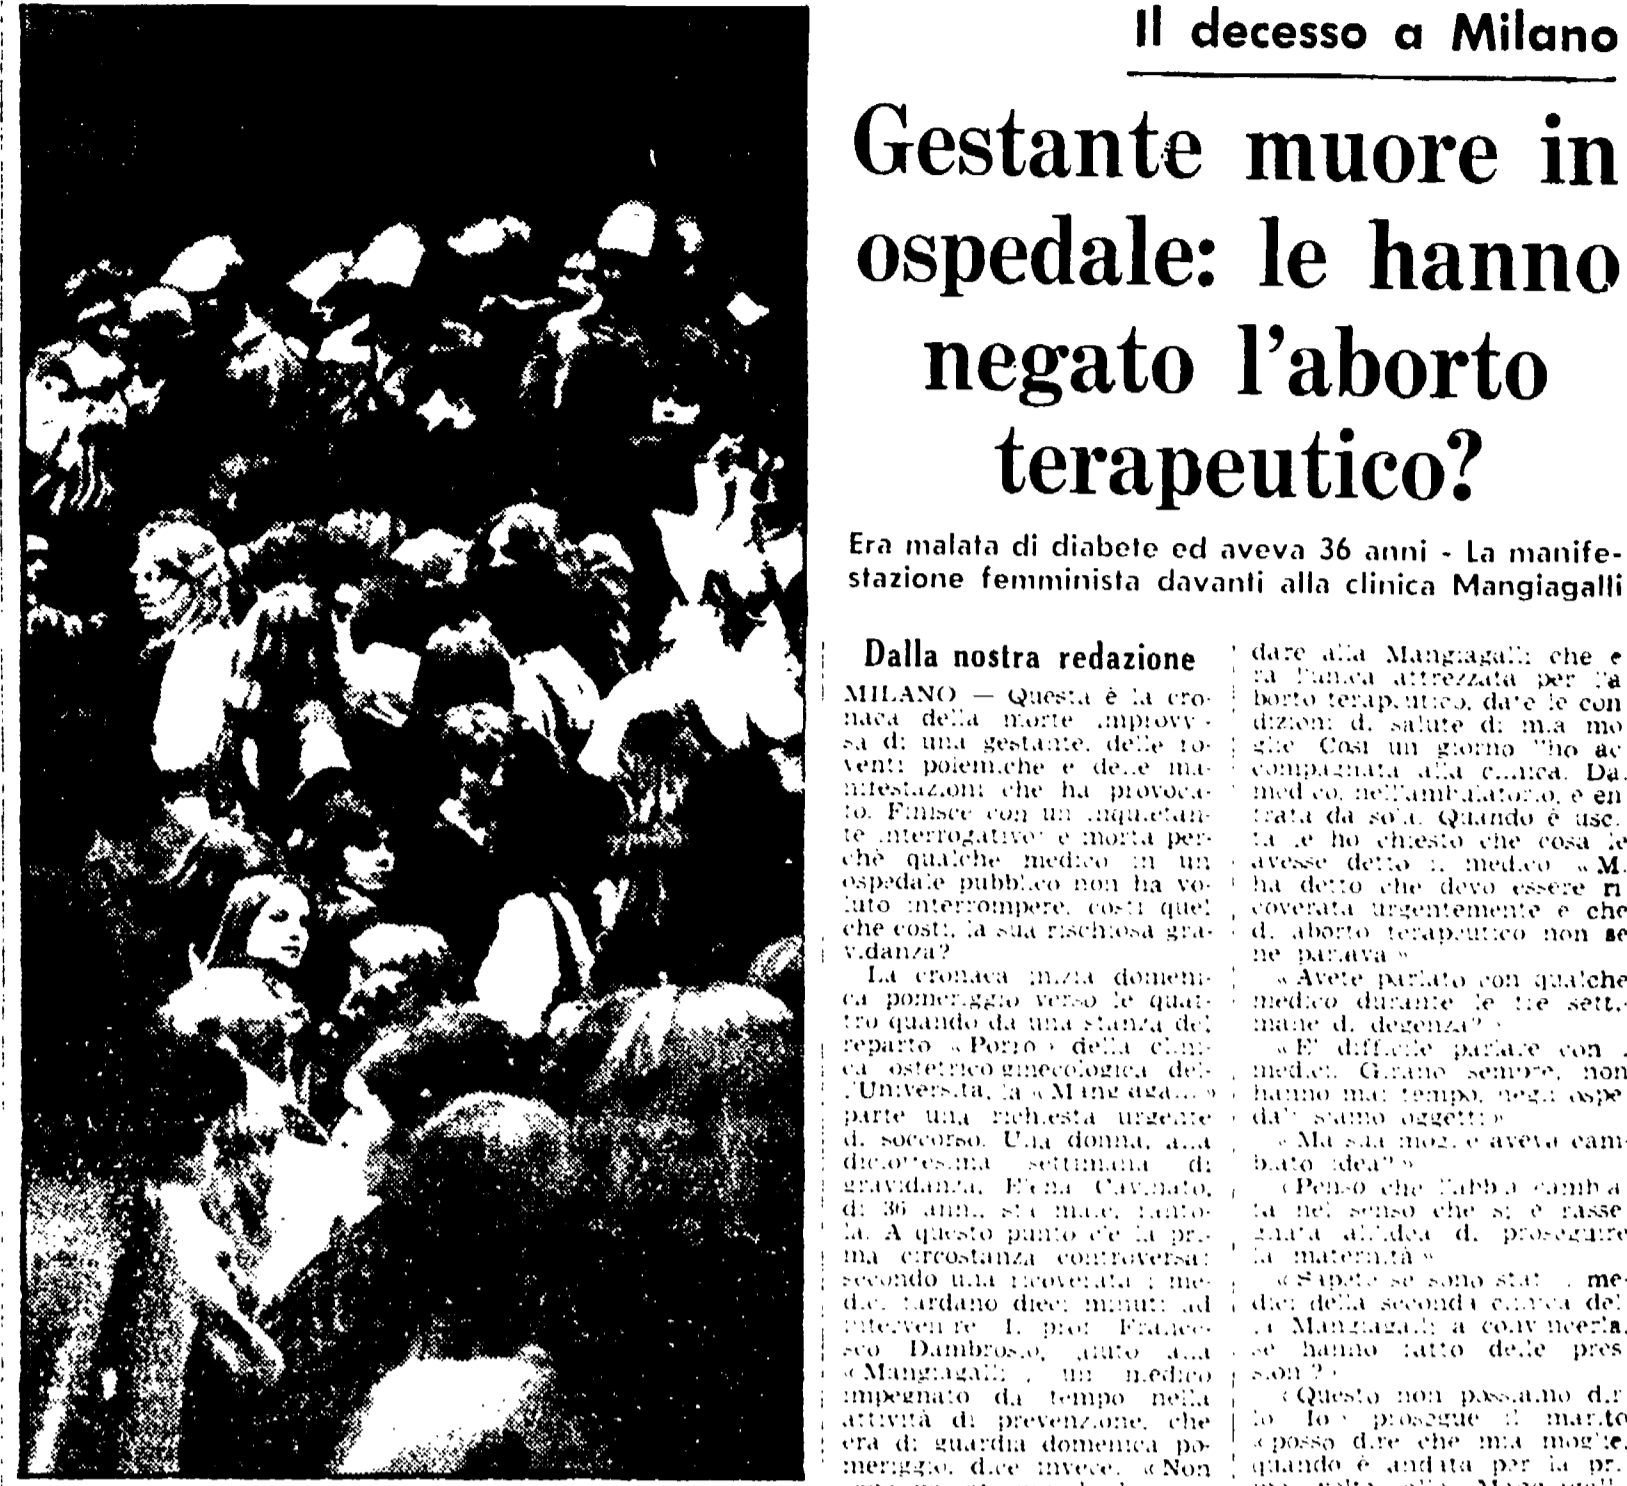 Il decesso a Milano
Gestante muore in
ospedale: le hanno
negato l'aborto
terapeutico?
Era malata di diabete ed aveva 36 anni - La manife-
stazione femminista davanti alla clinica Mangiagalli
Dalla nostra redazione
MILANO — Questa è la cro-
naca della morte improvvi-
sa di una gestante, delle ro-
venti polemiche e delle ma-
nifestazioni che ha provoca-
to. Finisce con un inquietan-
te interrogativo: è morta per-
chè qualche medico in un
ospedale pubblico non ha vo-
luto interrompere, costi quel
che costi, la sua rischiosa gra-
vidanza?
La cronaca inizia domeni-
ca pomeriggio verso le quat-
tro quando da una stanza del
reparto «Porro» della clini-
ca ostetrico ginecologica del-
l'Università, la «Mangiagalli»
parte una richiesta urgente
di soccorso. Una donna, alla
diciottesima settimana di
gravidanza, Elena Cavinato,
di 36 anni, sta male, rantо-
la. A questo punto c'è la pri-
ma circostanza controversa:
secondo una ricoverata i me-
dici tardano dieci minuti ad
intervenire. Il prof. France-
sco Dambrosio, aiuto alla
«Mangiagalli», un medico
impegnato da tempo nella
attività di prevenzione, che
era di guardia domenica po-
meriggio, dice invece: «Non
dare alla Mangiagalli che e
ra l'unica attrezzata per l'a
borto terapeutico, date le con
dizioni di salute di mia mo
glie. Così un giorno l'ho ac
compagnata alla clinica. Dal
medico, nell'ambulatorio, è en
trata da sola. Quando è usci
ta le ho chiesto che cosa le
avesse detto il medico. «Mi
ha detto che devo essere ri
coverata urgentemente e che
di aborto terapeutico non se
ne parlava»
«Avete parlato con qualche
medico durante le tre setti
mane di degenza?»
«E' difficile parlare con i
medici. Girano sempre, non
hanno mai tempo, negli ospe
dali siamo oggetti»
«Ma sua moglie aveva cam
biato idea?»
«Penso che l'abbia cambia
ta nel senso che si è rasse
gnata all'idea di proseguire
la maternità»
«Sapete se sono stati i me
dici della seconda clinica del
la Mangiagalli a convincerla,
se hanno fatto delle pres
sioni?»
«Questo non possiamo dir
lo. Io» prosegue il marito
«posso dire che mia moglie,
quando è andata per la pri